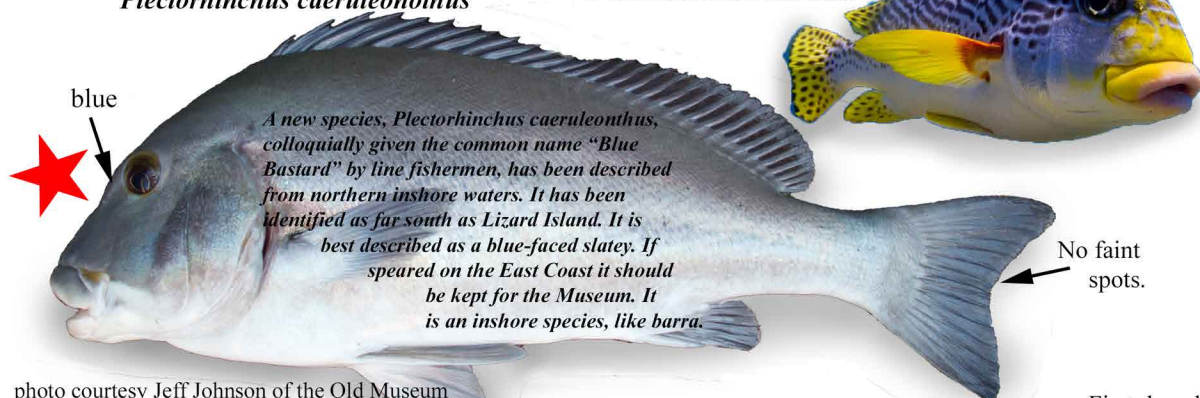 Plectorhinchus caeruleonothus
blue
A new species, Plectorhinchus caeruleonthus,
colloquially given the common name “Blue
Bastard” by line fishermen, has been described
from northern inshore waters. It has been
identified as far south as Lizard Island. It is
best described as a blue-faced slatey. If
speared on the East Coast it should
be kept for the Museum. It
is an inshore species, like barra.
No faint
spots.
photo courtesy Jeff Johnson of the Old Museum